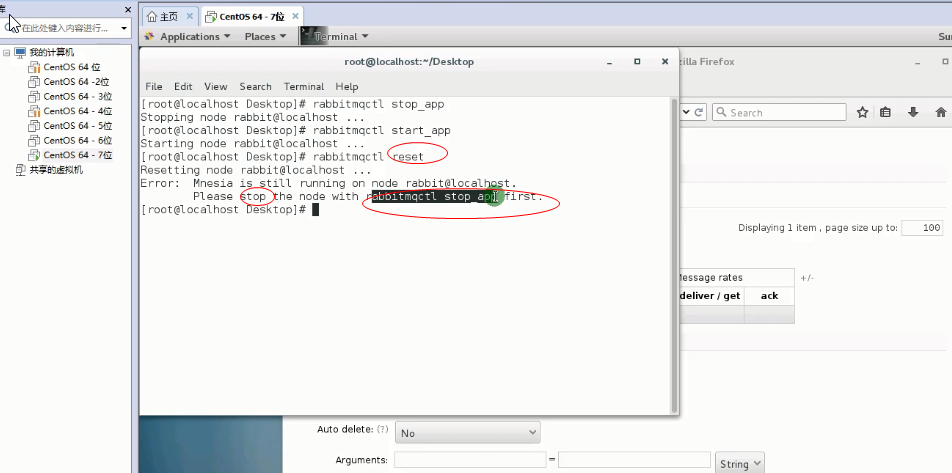 库
主页
CentOS 64 - 7位
在此处键入内容进行...
Applications
Places
Terminal
Sun
我的计算机
CentOS 64 位
CentOS 64 -2位
CentOS 64 - 3位
CentOS 64 - 4位
CentOS 64 - 5位
CentOS 64 - 6位
CentOS 64 - 7位
共享的虚拟机
root@localhost:~/Desktop
zilla Firefox
File Edit View Search Terminal Help
[root@localhost Desktop]# rabbitmqctl stop_app
Stopping node rabbit@localhost ...
[root@localhost Desktop]# rabbitmqctl start_app
Starting node rabbit@localhost ...
[root@localhost Desktop]# rabbitmqctl reset
Resetting node rabbit@localhost ...
Error: Mnesia is still running on node rabbit@localhost.
Please stop the node with rabbitmqctl stop_app first.
[root@localhost Desktop]#
Search
Displaying 1 item , page size up to: 100
Message rates
+/-
deliver / get
ack
Auto delete: (?) No
Arguments: = String